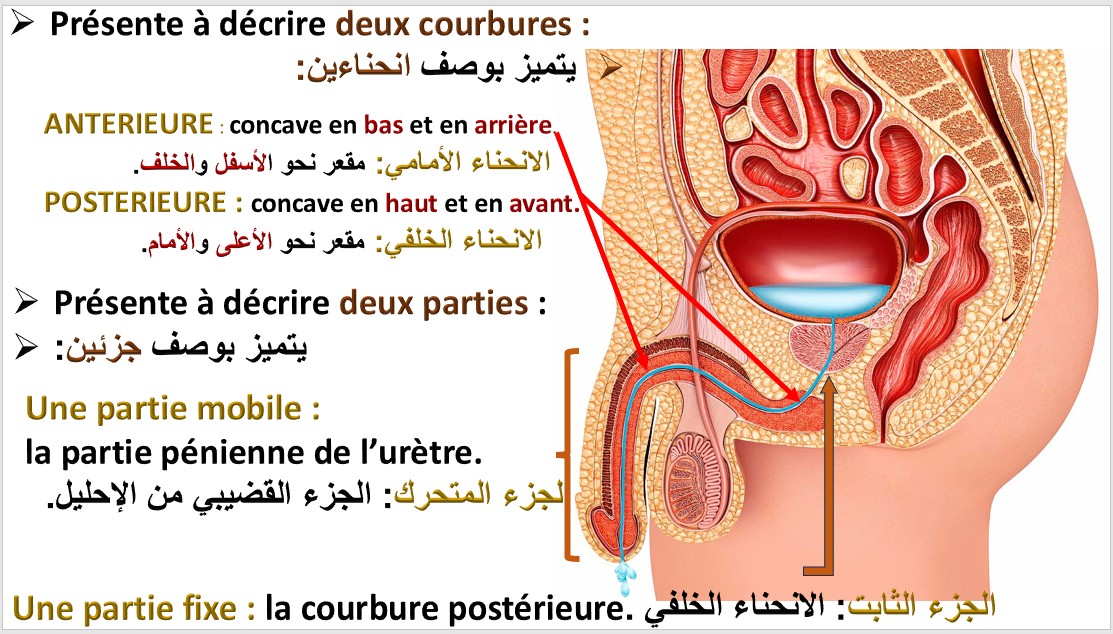 ➢ Présente à décrire deux courbures :
➢ يتميز بوصف انحناءين:
ANTERIEURE : concave en bas et en arrière.
الانحناء الأمامي: مقعر نحو الأسفل والخلف.
POSTERIEURE : concave en haut et en avant.
الانحناء الخلفي: مقعر نحو الأعلى والأمام.
➢ Présente à décrire deux parties :
➢ يتميز بوصف جزئين:
Une partie mobile :
la partie pénienne de l’urètre.
لجزء المتحرك: الجزء القضيبي من الإحليل.
Une partie fixe : la courbure postérieure. الجزء الثابت: الانحناء الخلفي